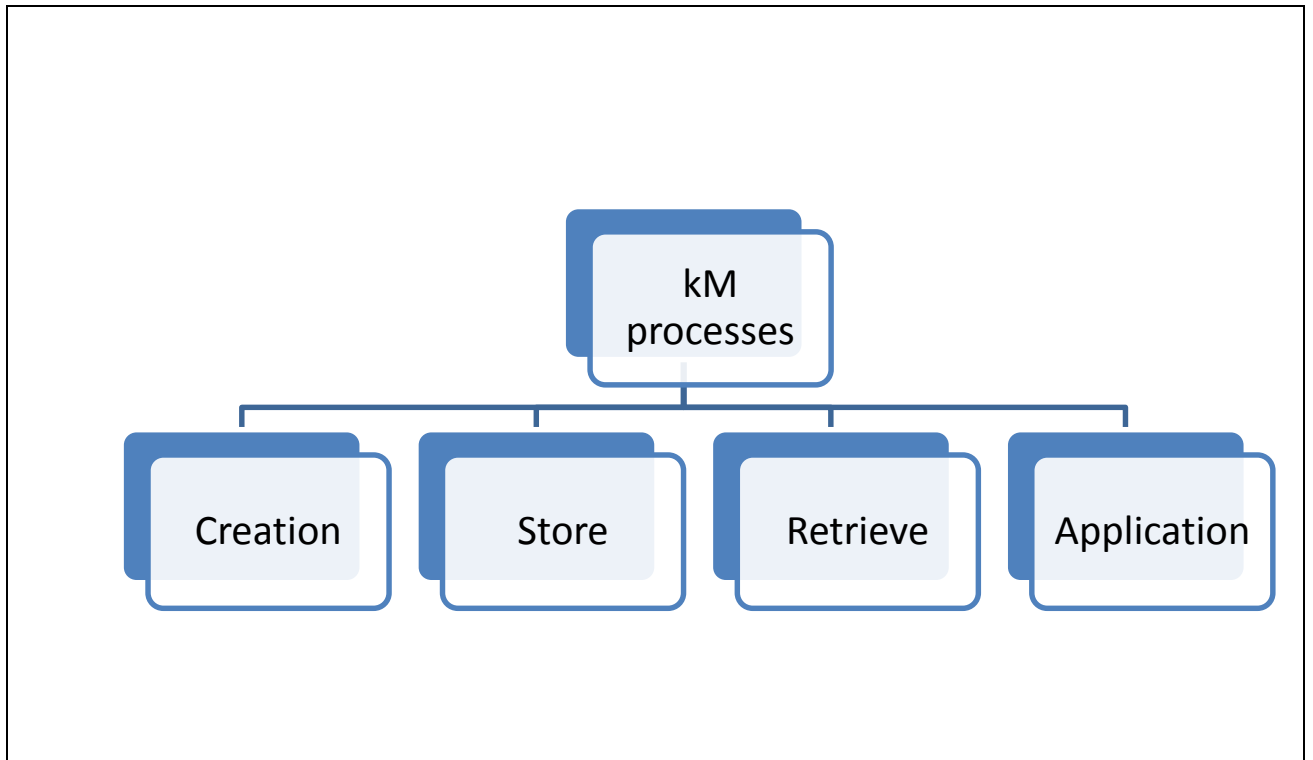 kM
processes
Creation
Store
Retrieve
Application